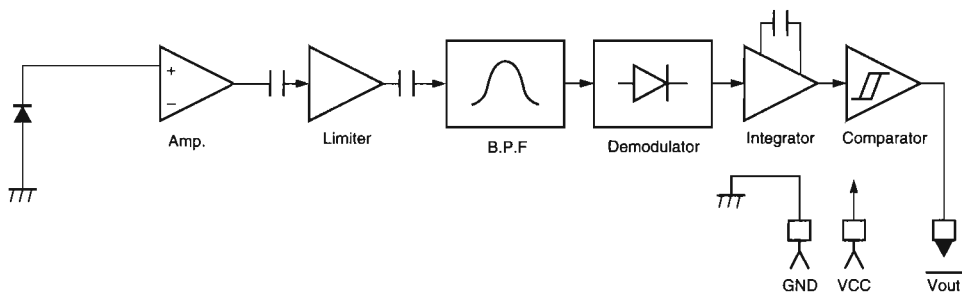 +
−
Amp.
Limiter
B.P.F
Demodulator
Integrator
Comparator
GND
VCC
Vout